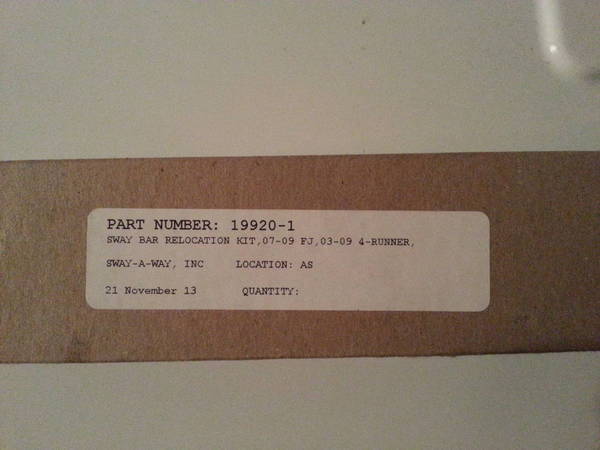 PART NUMBER: 19920-1
SWAY BAR RELOCATION KIT,07-09 FJ,03-09 4-RUNNER,
SWAY-A-WAY, INC LOCATION: AS
21 November 13 QUANTITY: